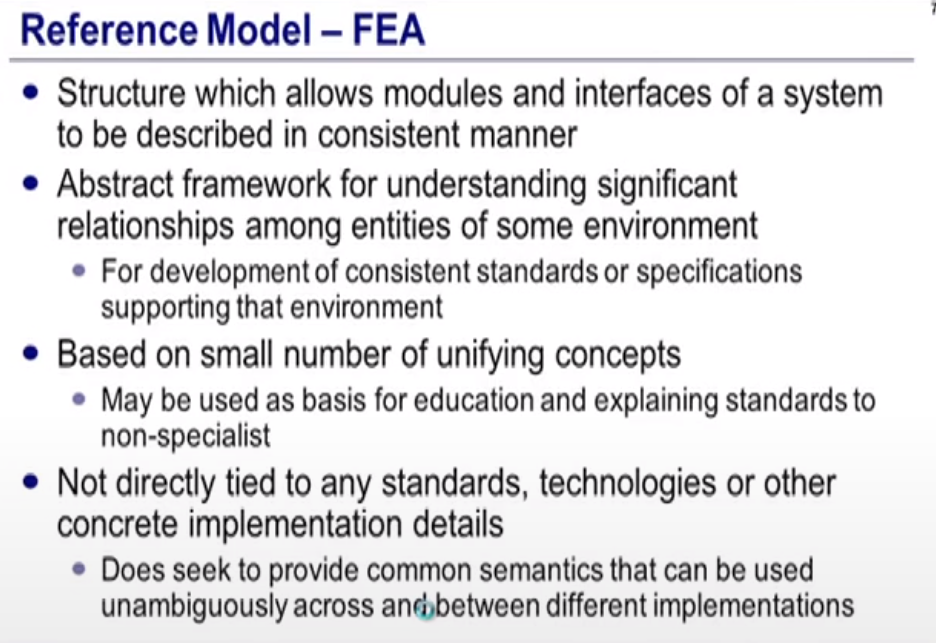 Reference Model – FEA
• Structure which allows modules and interfaces of a system
to be described in consistent manner
• Abstract framework for understanding significant
relationships among entities of some environment
• For development of consistent standards or specifications
supporting that environment
• Based on small number of unifying concepts
• May be used as basis for education and explaining standards to
non-specialist
• Not directly tied to any standards, technologies or other
concrete implementation details
• Does seek to provide common semantics that can be used
unambiguously across and between different implementations